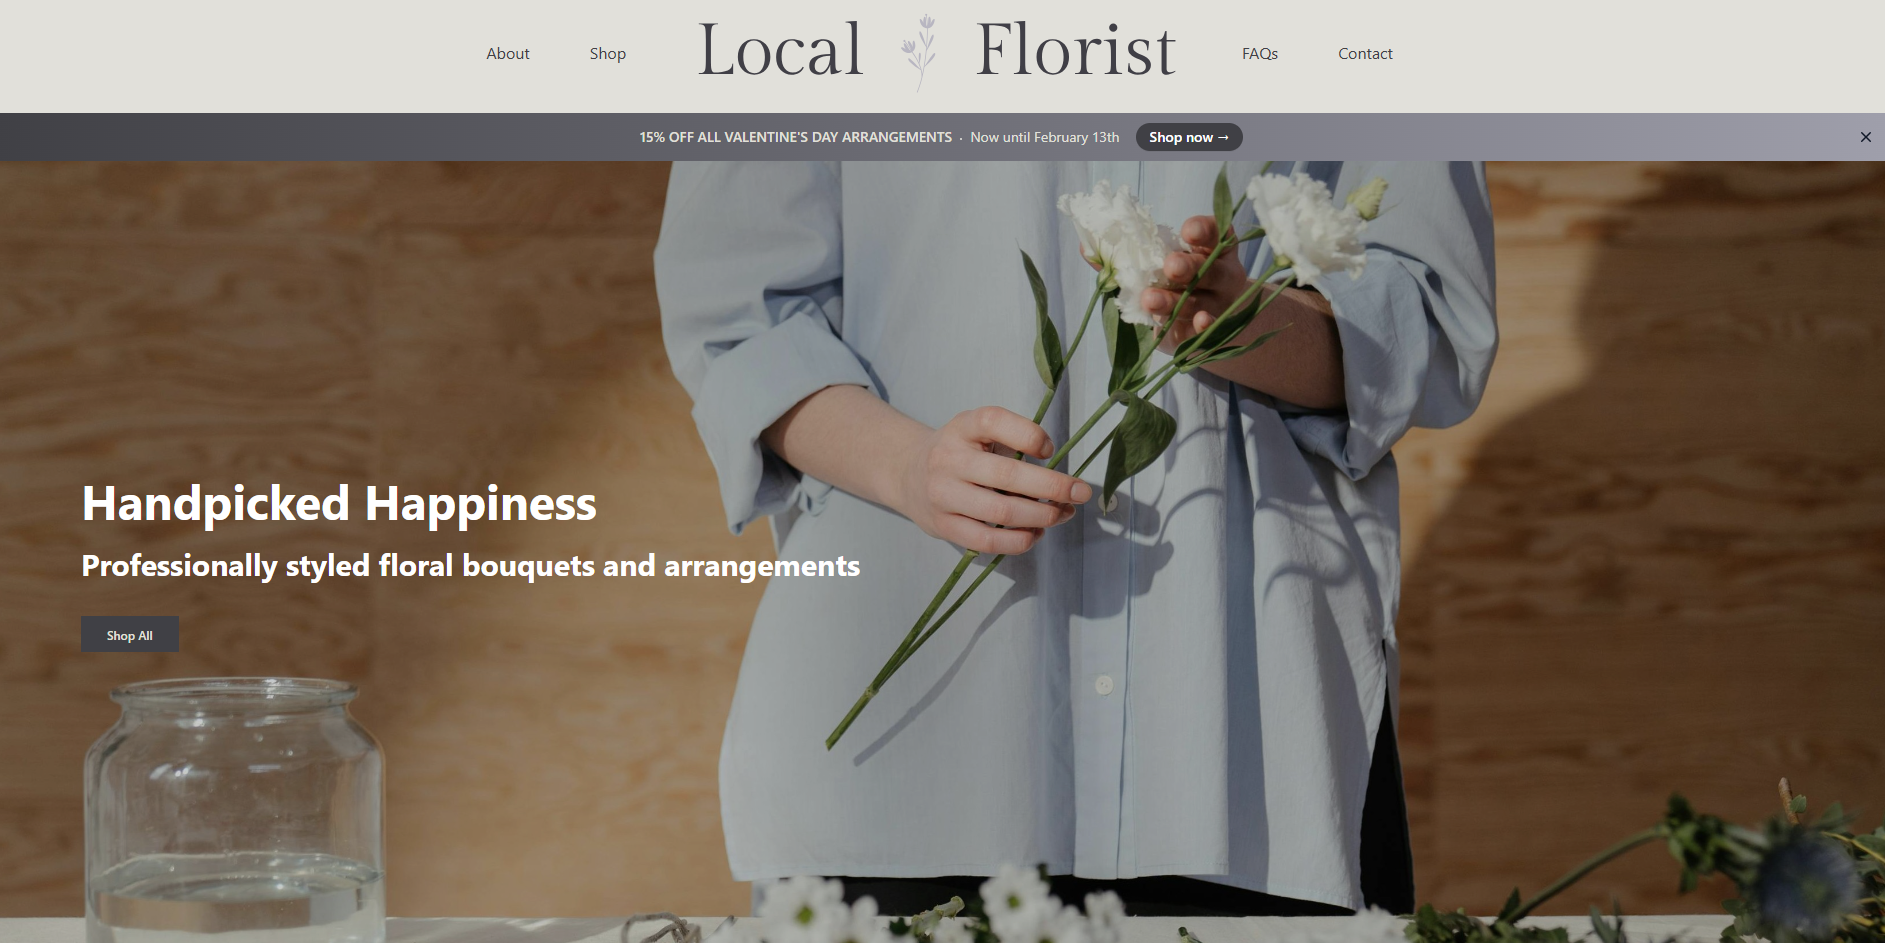 About
Shop
Local Florist
FAQs
Contact
15% OFF ALL VALENTINE'S DAY ARRANGEMENTS · Now until February 13th
Shop now →
Handpicked Happiness
Professionally styled floral bouquets and arrangements
Shop All